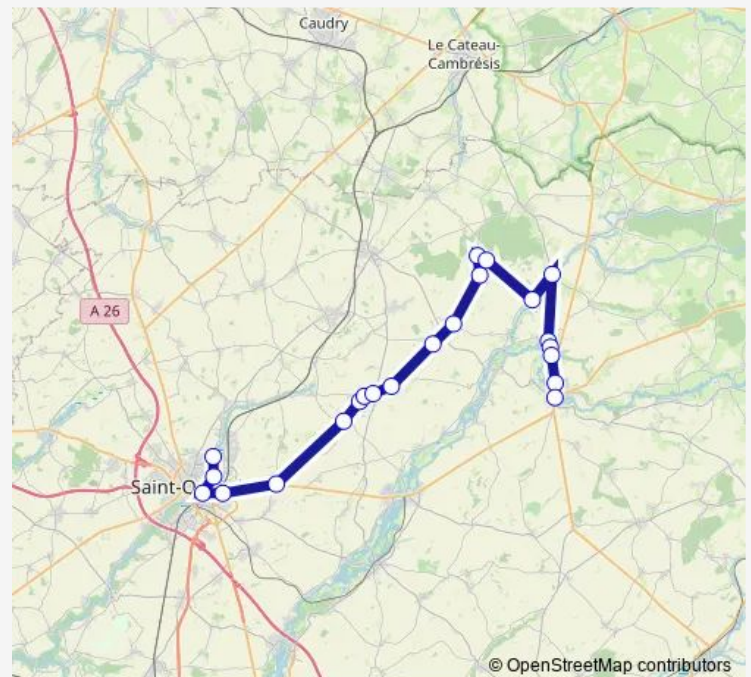 Caudry
Le Cateau-
Cambrésis
A 26
Saint-Q
© OpenStreetMap contributors